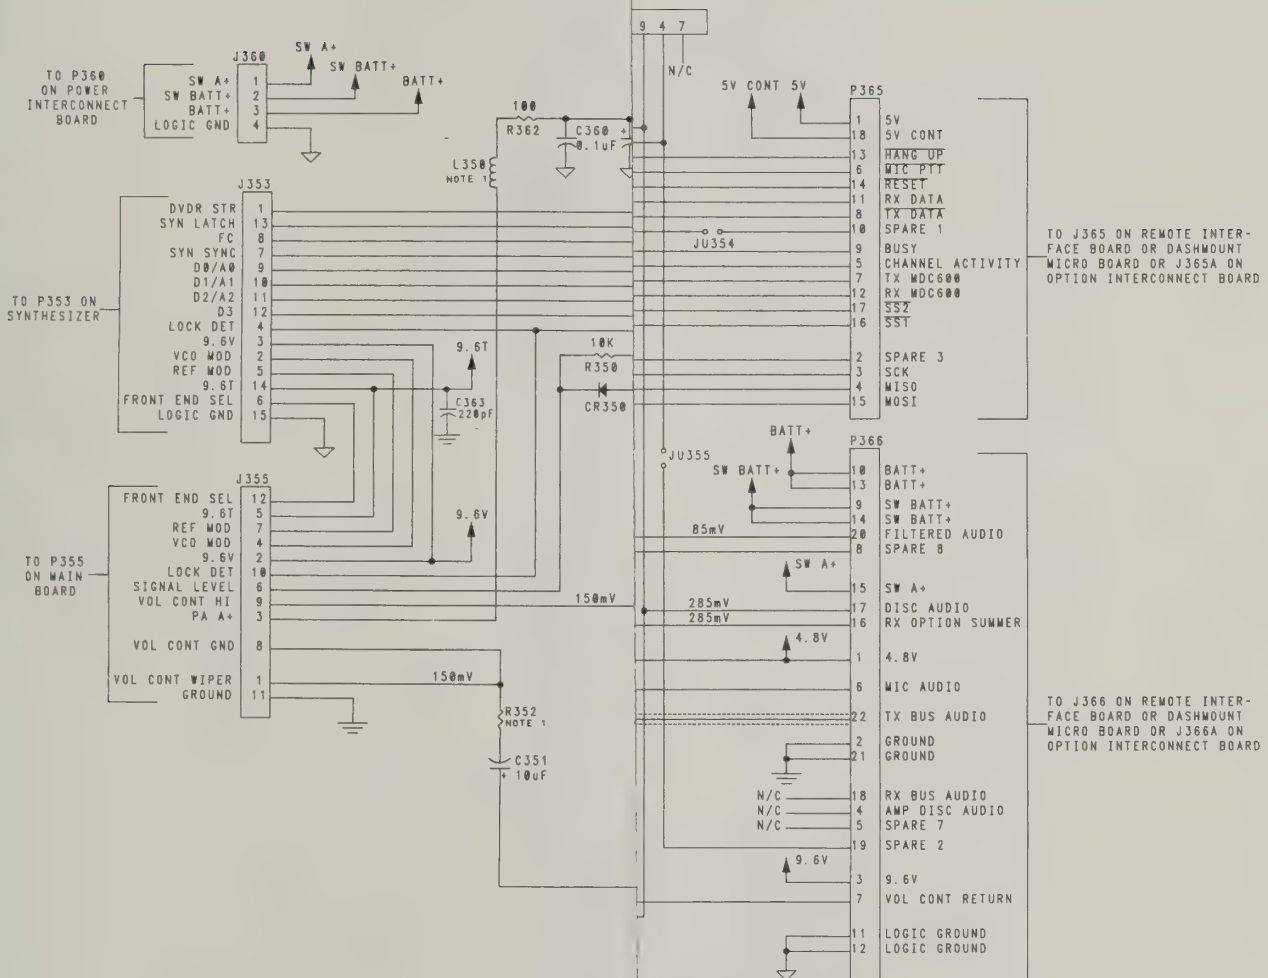 9 4 7
N/C
J360
SW A+
SW BATT+
BATT+
TO P360
ON POWER
INTERCONNECT
BOARD
SW A+ 1
SW BATT+ 2
BATT+ 3
LOGIC GND 4
100
R362
C360 +
0.1uF
L350
NOTE 1
J353
DVDR STR 1
SYN LATCH 13
FC 8
SYN SYNC 7
D0/A0 9
D1/A1 10
D2/A2 11
D3 12
LOCK DET 4
9.6V 3
VCO MOD 2
REF MOD 5
9.6T 14
FRONT END SEL 6
LOGIC GND 15
TO P353 ON
SYNTHESIZER
9.6T
C363
220pF
10K
R350
CR350
J355
FRONT END SEL 12
9.6T 5
REF MOD 7
VCO MOD 4
9.6V 2
LOCK DET 10
SIGNAL LEVEL 6
VOL CONT HI 9
PA A+ 3
VOL CONT GND 8
VOL CONT WIPER 1
GROUND 11
TO P355
ON MAIN
BOARD
9.6V
150mV
150mV
R352
NOTE 1
C351
+ 10uF
5V CONT 5V
P365
1 5V
18 5V CONT
13 HANG UP
6 MIC PTT
14 RESET
11 RX DATA
8 TX DATA
10 SPARE 1
9 BUSY
5 CHANNEL ACTIVITY
7 TX MDC600
12 RX MDC600
17 SS2
16 SS1
2 SPARE 3
3 SCK
4 MISO
15 MOSI
JU354
TO J365 ON REMOTE INTER-
FACE BOARD OR DASHMOUNT
MICRO BOARD OR J365A ON
OPTION INTERCONNECT BOARD
JU355
BATT+
SW BATT+
P366
10 BATT+
13 BATT+
9 SW BATT+
14 SW BATT+
85mV 20 FILTERED AUDIO
8 SPARE 8
SW A+
15 SW A+
285mV 17 DISC AUDIO
285mV 16 RX OPTION SUMMER
4.8V
1 4.8V
6 MIC AUDIO
22 TX BUS AUDIO
2 GROUND
21 GROUND
N/C 18 RX BUS AUDIO
N/C 4 AMP DISC AUDIO
N/C 5 SPARE 7
19 SPARE 2
9.6V
3 9.6V
7 VOL CONT RETURN
11 LOGIC GROUND
12 LOGIC GROUND
TO J366 ON REMOTE INTER-
FACE BOARD OR DASHMOUNT
MICRO BOARD OR J366A ON
OPTION INTERCONNECT BOARD